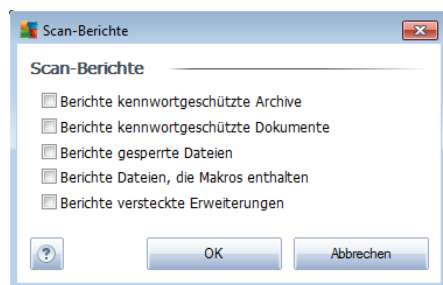 Scan-Berichte
Scan-Berichte
Berichte kennwortgeschützte Archive
Berichte kennwortgeschützte Dokumente
Berichte gesperrte Dateien
Berichte Dateien, die Makros enthalten
Berichte versteckte Erweiterungen
? OK Abbrechen